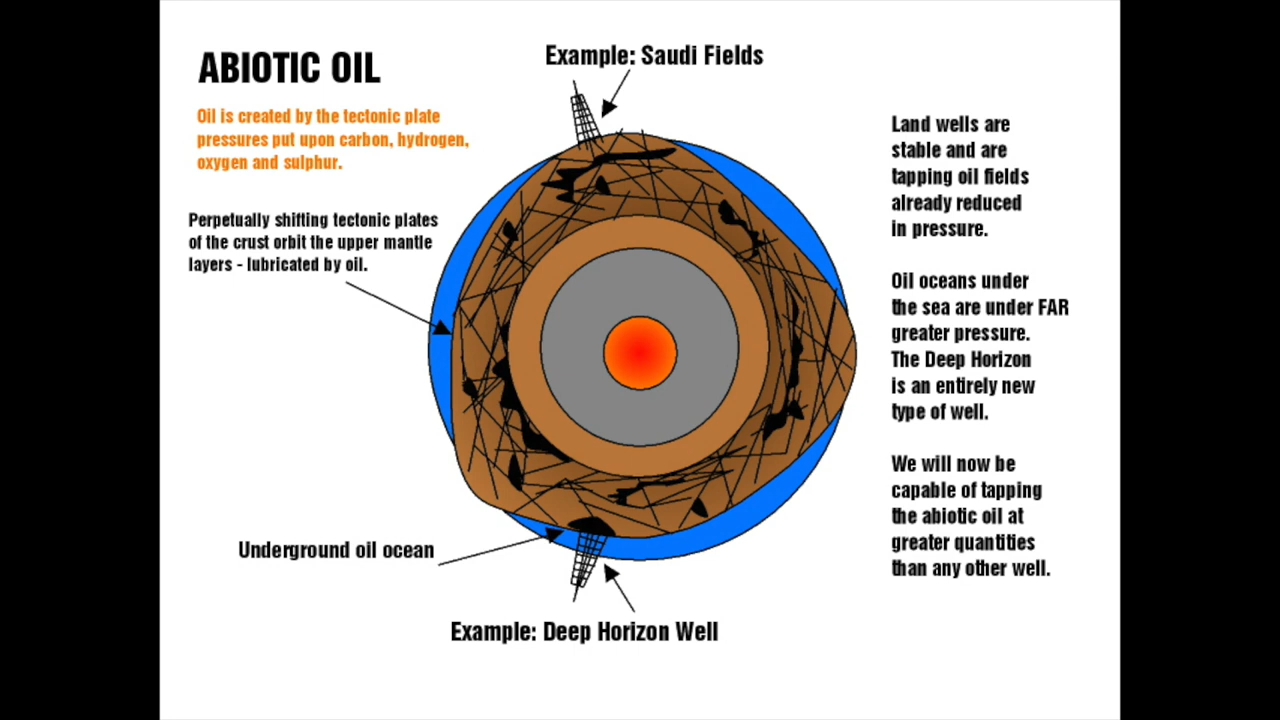 ABIOTIC OIL
Oil is created by the tectonic plate
pressures put upon carbon, hydrogen,
oxygen and sulphur.
Perpetually shifting tectonic plates
of the crust orbit the upper mantle
layers - lubricated by oil.
Example: Saudi Fields
Land wells are
stable and are
tapping oil fields
already reduced
in pressure.
Oil oceans under
the sea are under FAR
greater pressure.
The Deep Horizon
is an entirely new
type of well.
We will now be
capable of tapping
the abiotic oil at
greater quantities
than any other well.
Underground oil ocean
Example: Deep Horizon Well